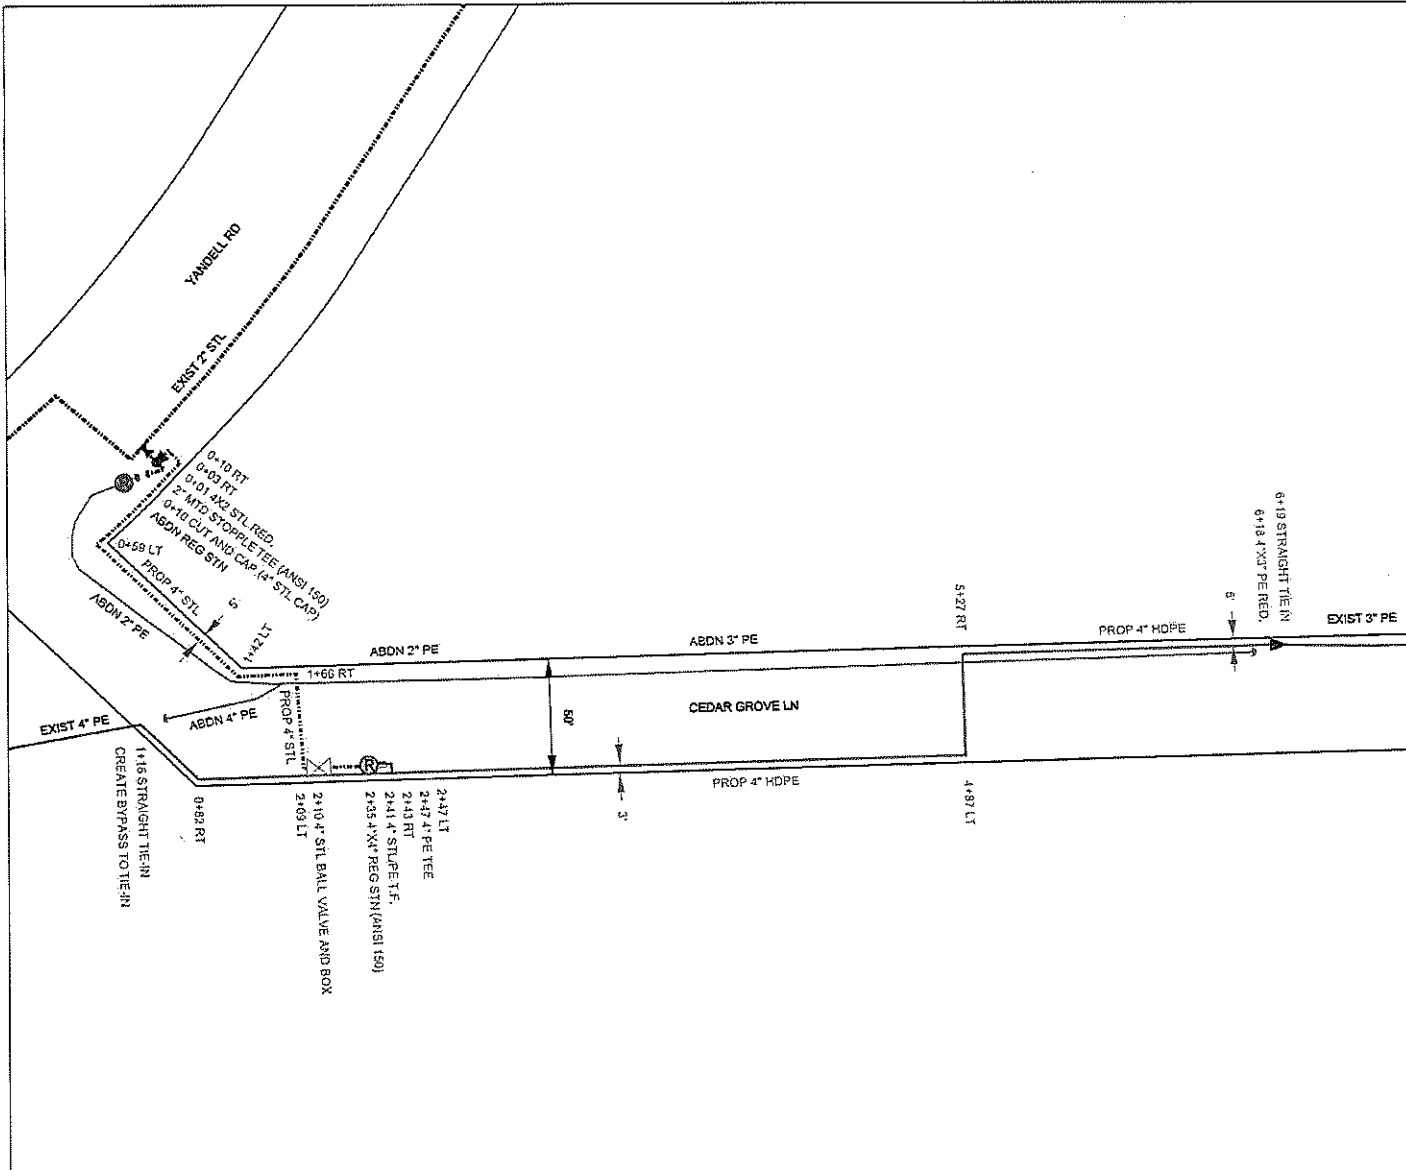 YANDELL RD
EXIST 2" STL
0+10 RT
0+03 RT
0+01 4X2 STL RED.
2" MTD STOPPLE TEE (ANSI 150)
0+10 CUT AND CAP (4" STL CAP)
ABDN REG STN
0+59 LT
PROP 4" STL
5'
ABDN 2" PE
1+42 LT
1+66 RT
ABDN 2" PE
ABDN 3" PE
5+27 RT
PROP 4" HDPE
6'
6+19 STRAIGHT TIE IN
6+18 4"X3" PE RED.
EXIST 3" PE
EXIST 4" PE
ABDN 4" PE
PROP 4" STL
50'
CEDAR GROVE LN
PROP 4" HDPE
3'
4+87 LT
1+16 STRAIGHT TIE-IN
CREATE BYPASS TO TIE-IN
0+82 RT
2+47 LT
2+47 4" PE TEE
2+43 RT
2+41 4" STL/PE T.F.
2+35 4"X4" REG STN (ANSI 150)
2+10 4" STL BALL VALVE AND BOX
2+09 LT
R